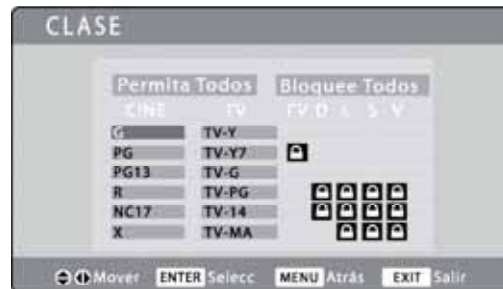 CLASE
Permita Todos Bloquee Todos
CINE TV FV D L S V
G TV-Y
PG TV-Y7
PG13 TV-G
R TV-PG
NC17 TV-14
X TV-MA
Mover ENTER Selecc MENU Atrás EXIT Salir